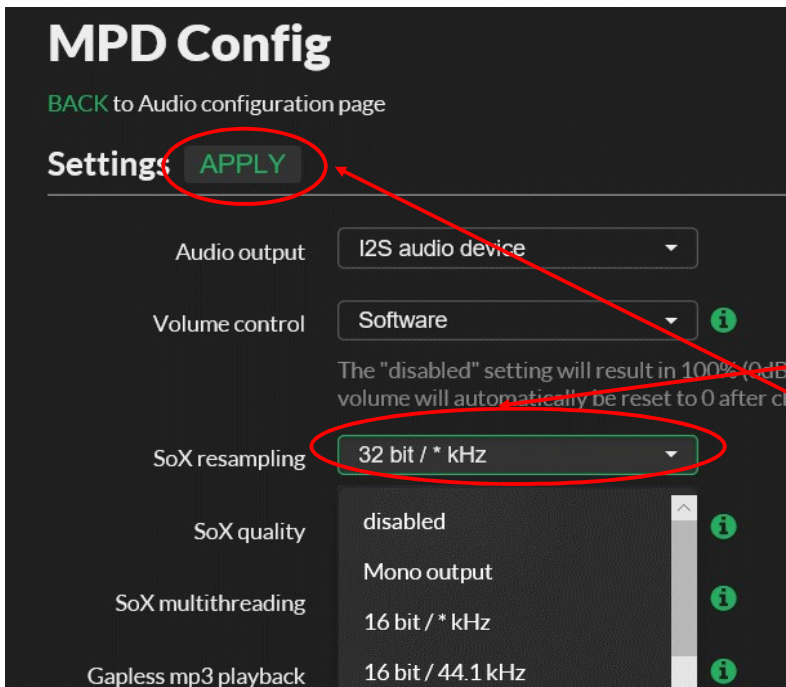 MPD Config
BACK to Audio configuration page
Settings APPLY
Audio output I2S audio device
Volume control Software
The "disabled" setting will result in 100% (0dB
volume will automatically be reset to 0 after
SoX resampling 32 bit / * kHz
disabled
SoX quality
Mono output
SoX multithreading
16 bit / * kHz
Gapless mp3 playback 16 bit / 44.1 kHz